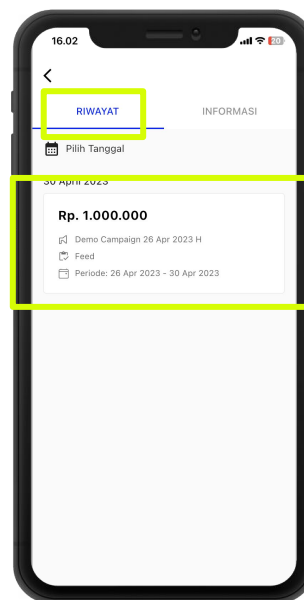 16.02
20
RIWAYAT
INFORMASI
Pilih Tanggal
30 April 2023
Rp. 1.000.000
Demo Campaign 26 Apr 2023 H
Feed
Periode: 26 Apr 2023 - 30 Apr 2023